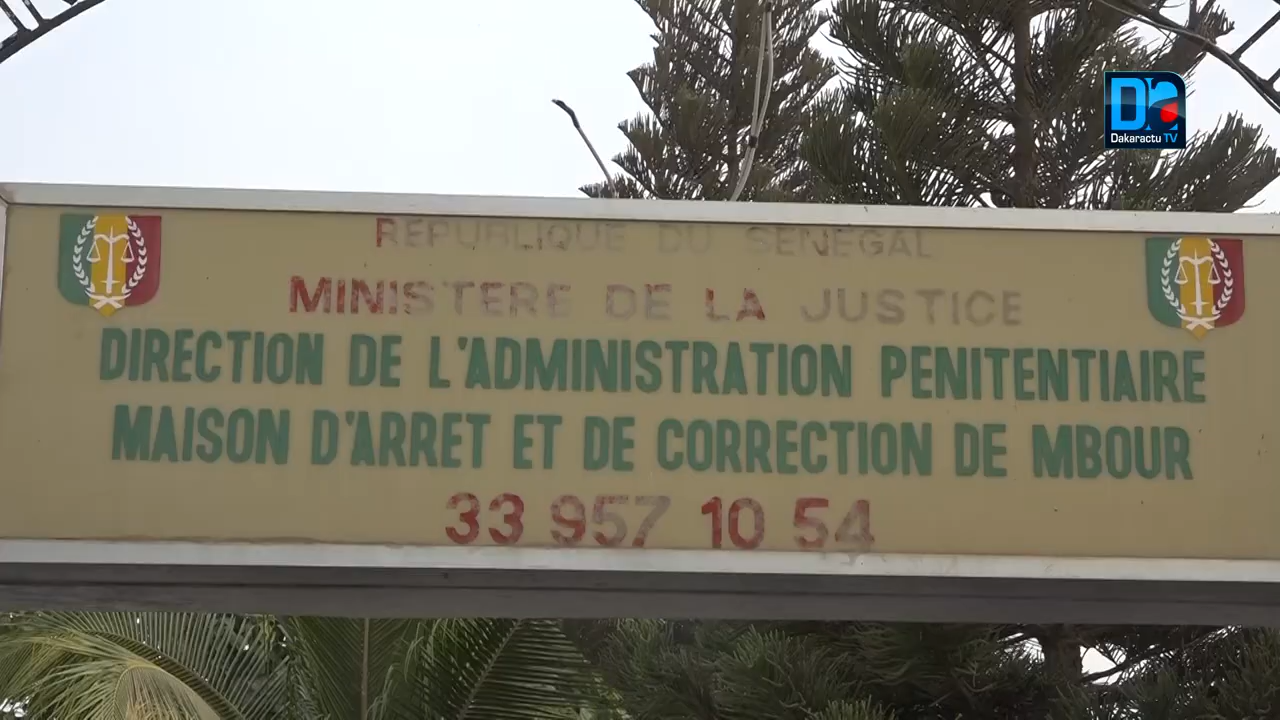 Dakaractu TV
REPUBLIQUE DU SENEGAL
MINISTERE DE LA JUSTICE
DIRECTION DE L'ADMINISTRATION PENITENTIAIRE
MAISON D'ARRET ET DE CORRECTION DE MBOUR
33 957 10 54